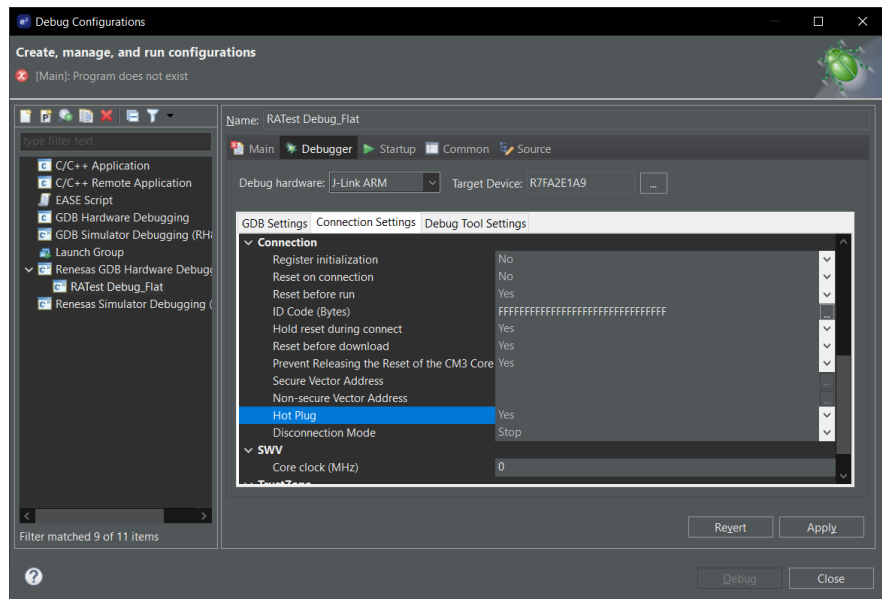 Debug Configurations
Create, manage, and run configurations
[Main]: Program does not exist
type filter text
C/C++ Application
C/C++ Remote Application
EASE Script
GDB Hardware Debugging
GDB Simulator Debugging (RH8
Launch Group
Renesas GDB Hardware Debugg
RATest Debug_Flat
Renesas Simulator Debugging (
Filter matched 9 of 11 items
Name: RATest Debug_Flat
Main Debugger Startup Common Source
Debug hardware: J-Link ARM Target Device: R7FA2E1A9 ...
GDB Settings Connection Settings Debug Tool Settings
Connection
Register initialization No
Reset on connection No
Reset before run Yes
ID Code (Bytes) FFFFFFFFFFFFFFFFFFFFFFFFFFFFFFFF ...
Hold reset during connect Yes
Reset before download Yes
Prevent Releasing the Reset of the CM3 Core Yes
Secure Vector Address ...
Non-secure Vector Address ...
Hot Plug Yes
Disconnection Mode Stop
SWV
Core clock (MHz) 0
TrustZone
Revert Apply
Debug Close